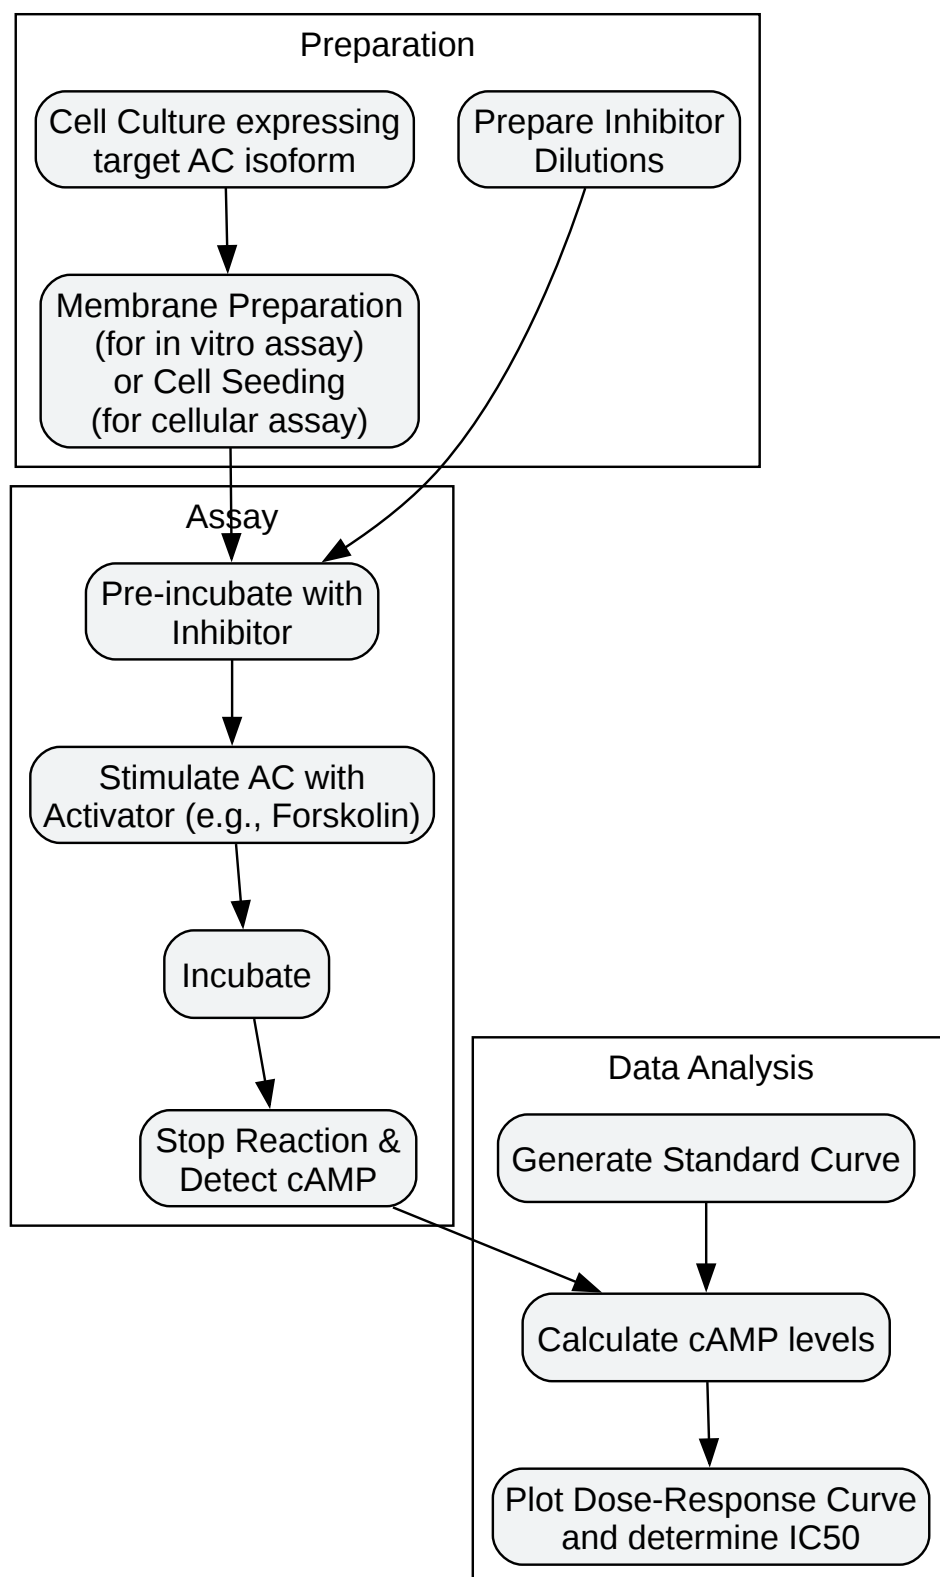 Preparation
Cell Culture expressing
target AC isoform
Prepare Inhibitor
Dilutions
Membrane Preparation
(for in vitro assay)
or Cell Seeding
(for cellular assay)
Assay
Pre-incubate with
Inhibitor
Stimulate AC with
Activator (e.g., Forskolin)
Incubate
Stop Reaction &
Detect cAMP
Data Analysis
Generate Standard Curve
Calculate cAMP levels
Plot Dose-Response Curve
and determine IC50